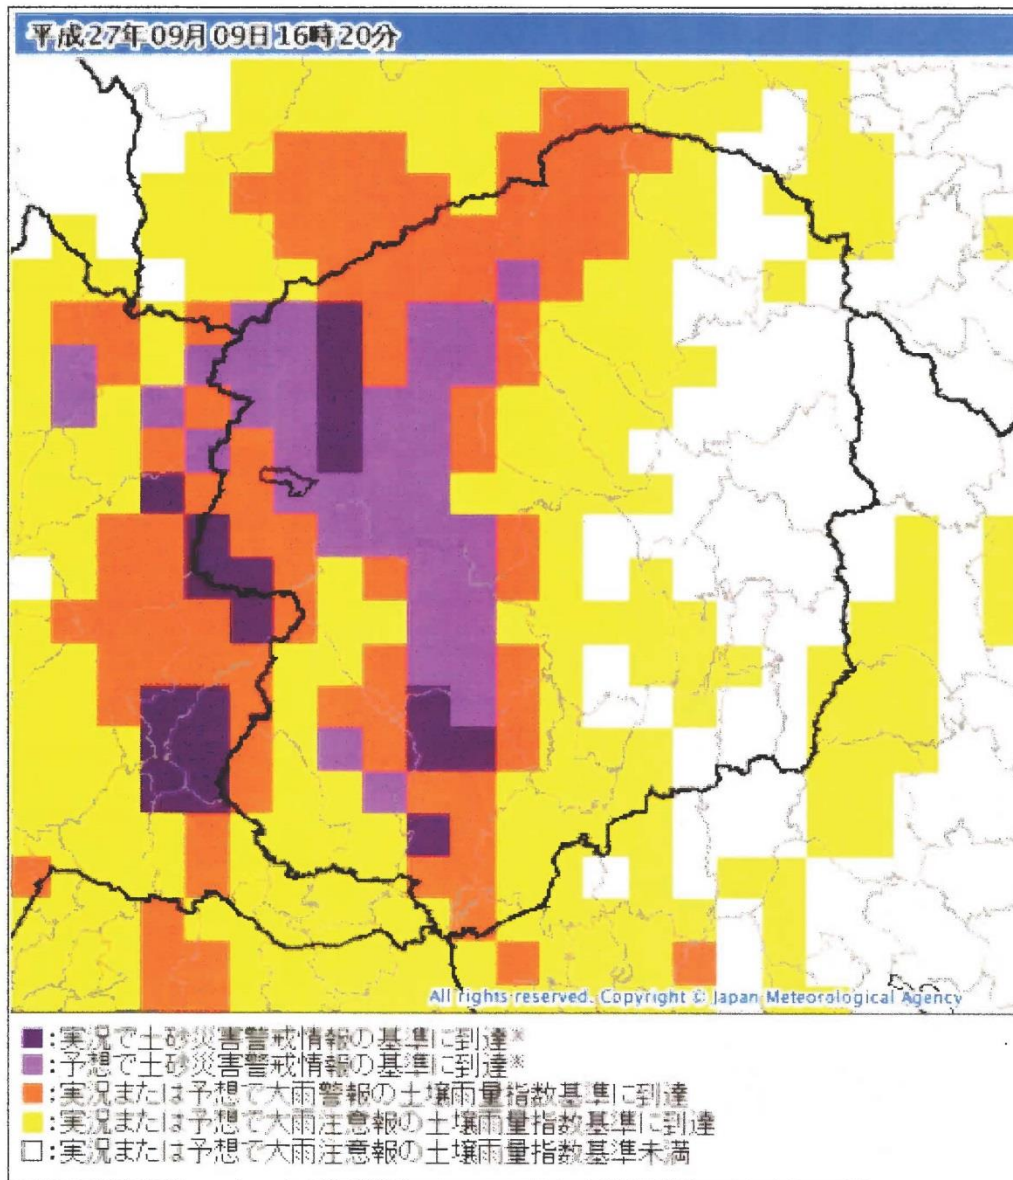 平成27年09月09日16時20分
All rights reserved. Copyright © Japan Meteorological Agency
■:実況で土砂災害警戒情報の基準に到達※
■:予想で土砂災害警戒情報の基準に到達※
■:実況または予想で大雨警報の土壌雨量指数基準に到達
■:実況または予想で大雨注意報の土壌雨量指数基準に到達
□:実況または予想で大雨注意報の土壌雨量指数基準未満